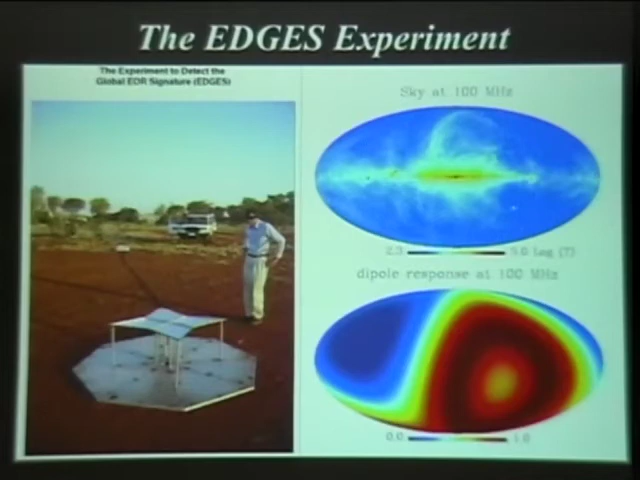 The EDGES Experiment
The Experiment to Detect the
Global EOR Signature (EDGES)
Sky at 100 MHz
2.3 5.0 Log (T)
dipole response at 100 MHz
0.0 1.0